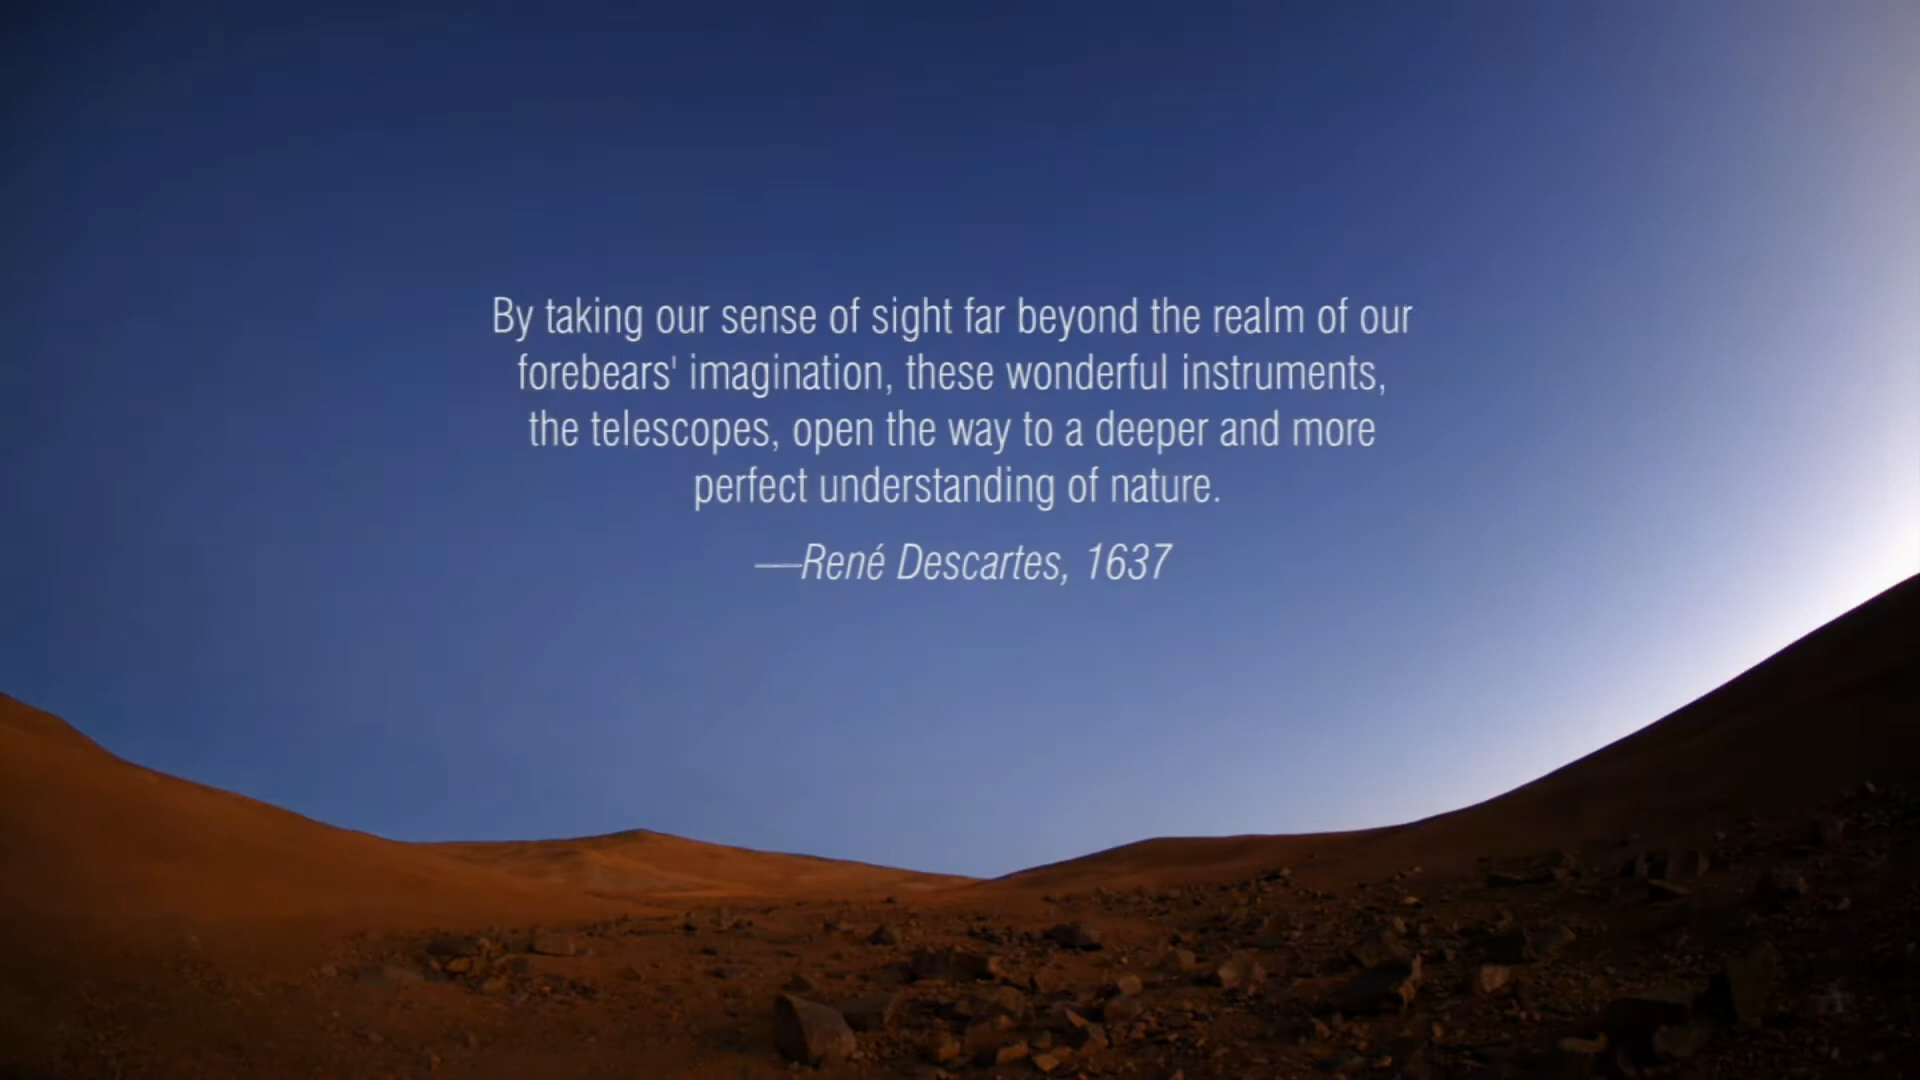 By taking our sense of sight far beyond the realm of our
forebears' imagination, these wonderful instruments,
the telescopes, open the way to a deeper and more
perfect understanding of nature.
—René Descartes, 1637